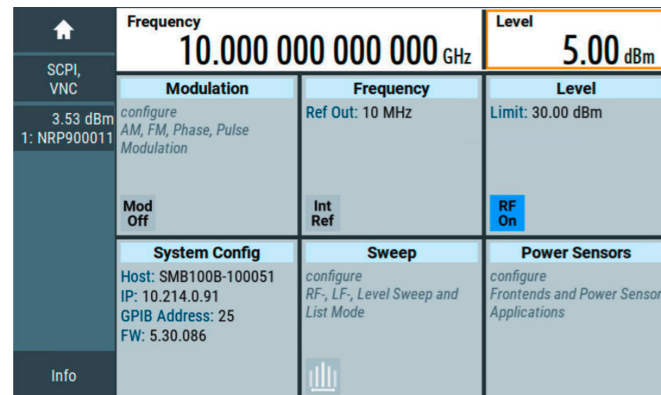 Frequency
10.000 000 000 000 GHz
Level
5.00 dBm
SCPI,
VNC
3.53 dBm
1: NRP900011
Info
Modulation
configure
AM, FM, Phase, Pulse
Modulation
Mod
Off
Frequency
Ref Out: 10 MHz
Int
Ref
Level
Limit: 30.00 dBm
RF
On
System Config
Host: SMB100B-100051
IP: 10.214.0.91
GPIB Address: 25
FW: 5.30.086
Sweep
configure
RF-, LF-, Level Sweep and
List Mode
Power Sensors
configure
Frontends and Power Sensor
Applications